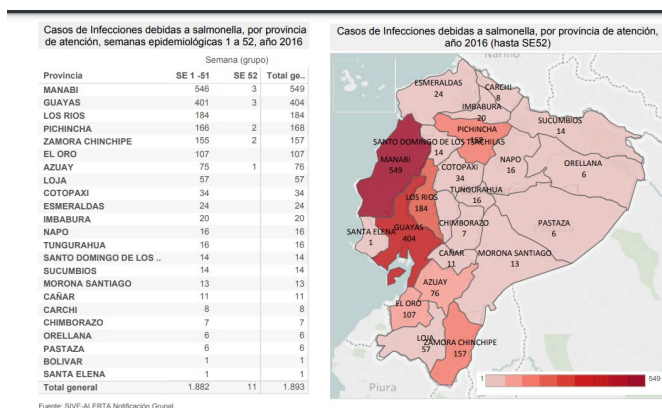 Casos de Infecciones debidas a salmonella, por provincia
de atención, semanas epidemiológicas 1 a 52, año 2016
Semana (grupo)
Provincia SE 1 -51 SE 52 Total ge..
MANABI 546 3 549
GUAYAS 401 3 404
LOS RIOS 184 184
PICHINCHA 166 2 168
ZAMORA CHINCHIPE 155 2 157
EL ORO 107 107
AZUAY 75 1 76
LOJA 57 57
COTOPAXI 34 34
ESMERALDAS 24 24
IMBABURA 20 20
NAPO 16 16
TUNGURAHUA 16 16
SANTO DOMINGO DE LOS .. 14 14
SUCUMBIOS 14 14
MORONA SANTIAGO 13 13
CAÑAR 11 11
CARCHI 8 8
CHIMBORAZO 7 7
ORELLANA 6 6
PASTAZA 6 6
BOLIVAR 1 1
SANTA ELENA 1 1
Total general 1.882 11 1.893
Fuente: SIVE-ALERTA Notificación Grupal
Casos de Infecciones debidas a salmonella, por provincia de atención,
año 2016 (hasta SE52)
Nariño
ESMERALDAS
24
CARCHI
8
IMBABURA
20
SUCUMBIOS
14
PICHINCHA
168
SANTO DOMINGO DE LOS TSACHILAS
14
MANABI
549
COTOPAXI
34
NAPO
16
ORELLANA
6
TUNGURAHUA
16
LOS RIOS
184
CHIMBORAZO
7
PASTAZA
6
SANTA ELENA
1
GUAYAS
404
CAÑAR
11
MORONA SANTIAGO
13
AZUAY
76
EL ORO
107
LOJA
57
ZAMORA CHINCHIPE
157
Piura
1 549